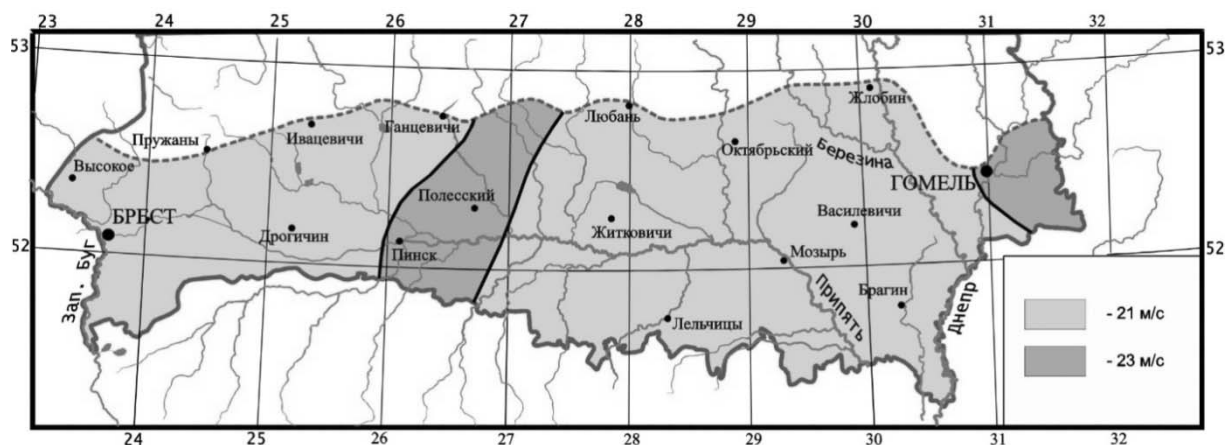 23 24 25 26 27 28 29 30 31 32
53 53
Жлобин
Ганцевичи
Любань
Ивацевичи
Пружаны
Октябрьский
Березина
Высокое
ГОМЕЛЬ
Полесский
БРЕСТ
Василевичи
Дрогичин
Житковичи
Пинск
52 52
Мозырь
Зап. Буг
Припять
Брагин
Днепр
Лельчицы
- 21 м/с
- 23 м/с
24 25 26 27 28 29 30 31 32